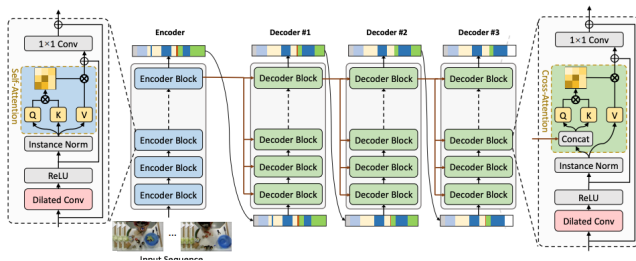 Encoder
Decoder #1
Decoder #2
Decoder #3
1×1 Conv
Self-Attention
Q
K
V
Instance Norm
ReLU
Dilated Conv
Encoder Block
Encoder Block
Encoder Block
Encoder Block
...
Input Sequence
Decoder Block
Decoder Block
Decoder Block
Decoder Block
Decoder Block
Decoder Block
Decoder Block
Decoder Block
Decoder Block
Decoder Block
Decoder Block
Decoder Block
1×1 Conv
Cross-Attention
Q
K
V
Concat
Instance Norm
ReLU
Dilated Conv